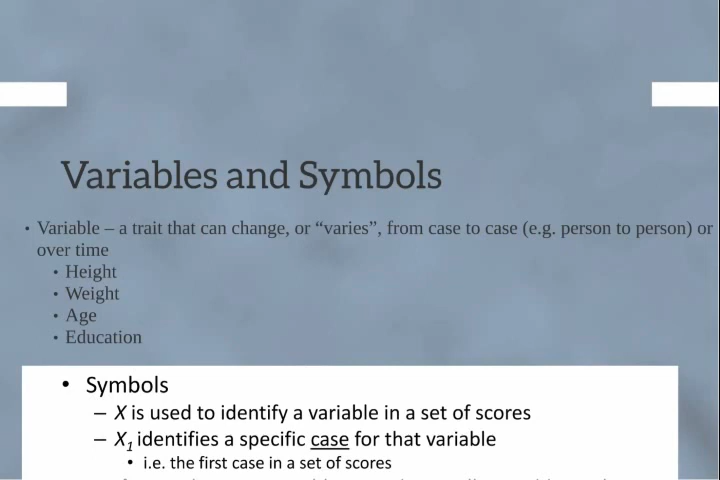 Variables and Symbols
• Variable – a trait that can change, or “varies”, from case to case (e.g. person to person) or
over time
• Height
• Weight
• Age
• Education
• Symbols
– X is used to identify a variable in a set of scores
– X1 identifies a specific case for that variable
• i.e. the first case in a set of scores